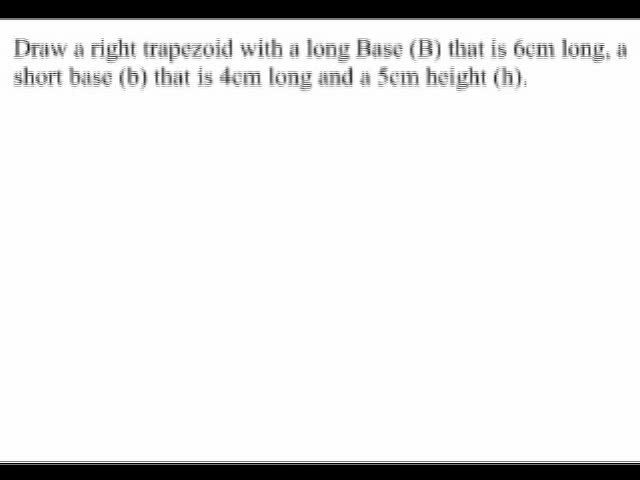 Draw a right trapezoid with a long Base (B) that is 6cm long, a
short base (b) that is 4cm long and a 5cm height (h).